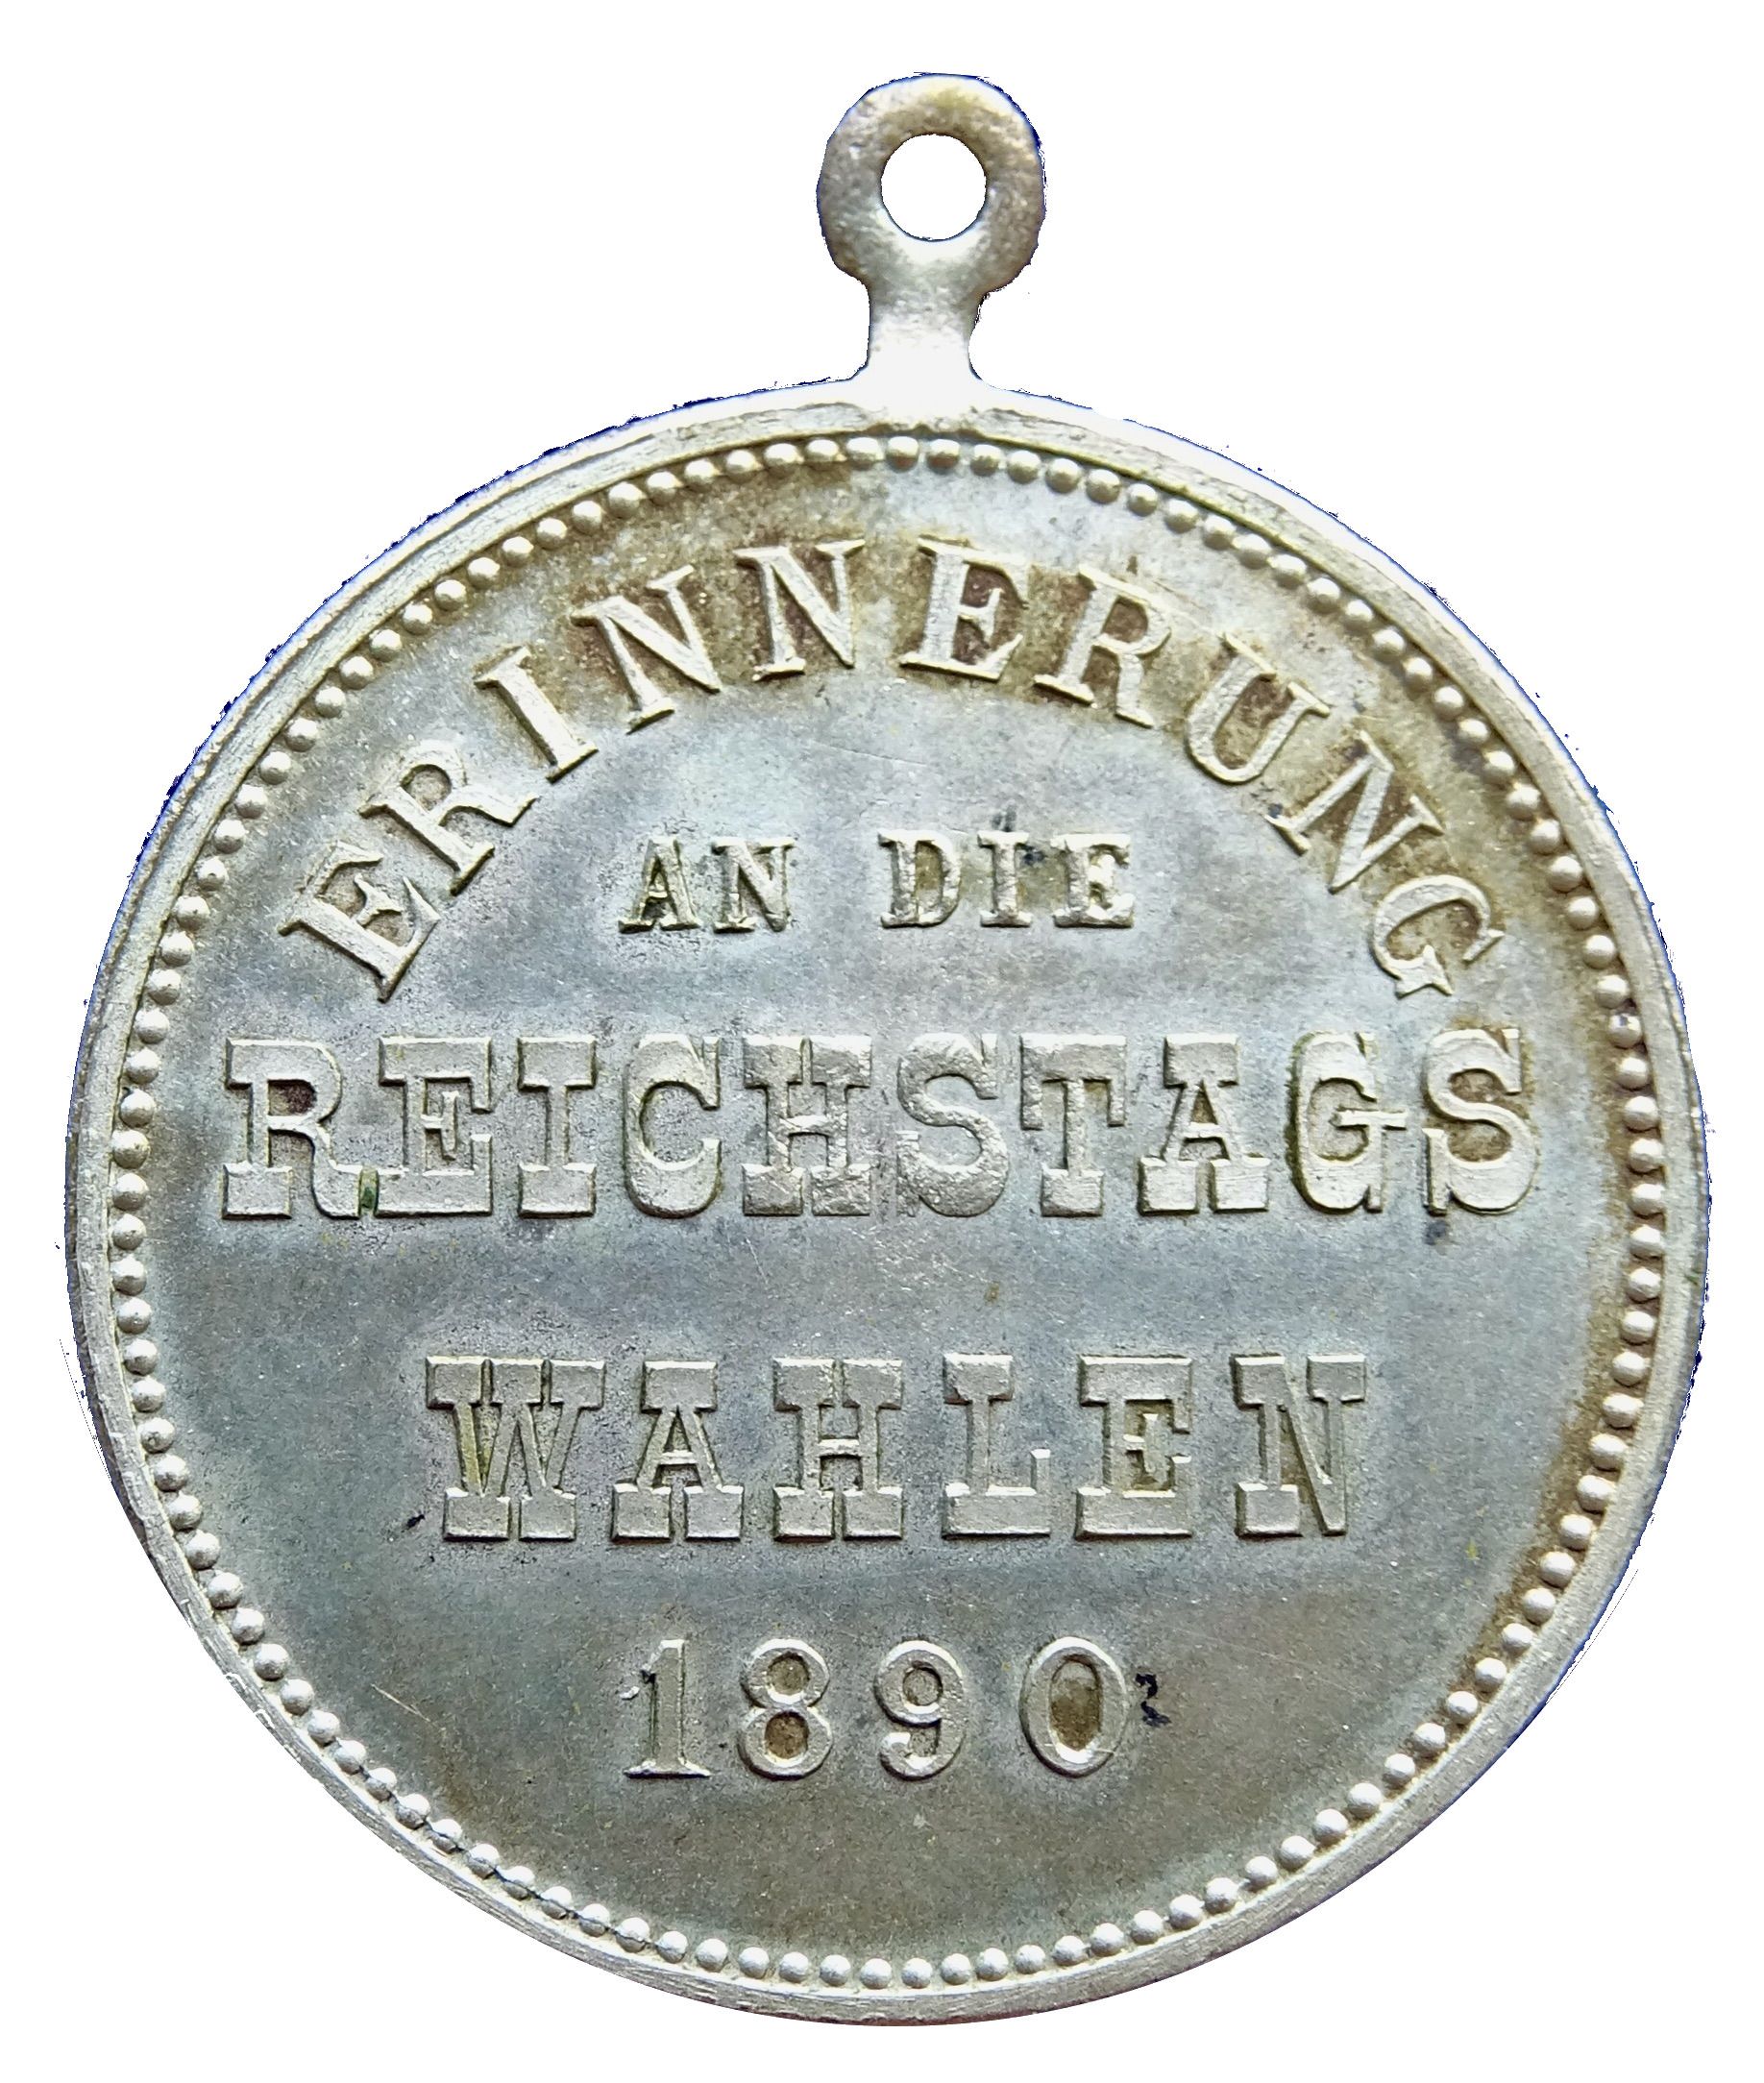 ERINNERUNG
AN DIE
REICHSTAGS
WAHLEN
1890